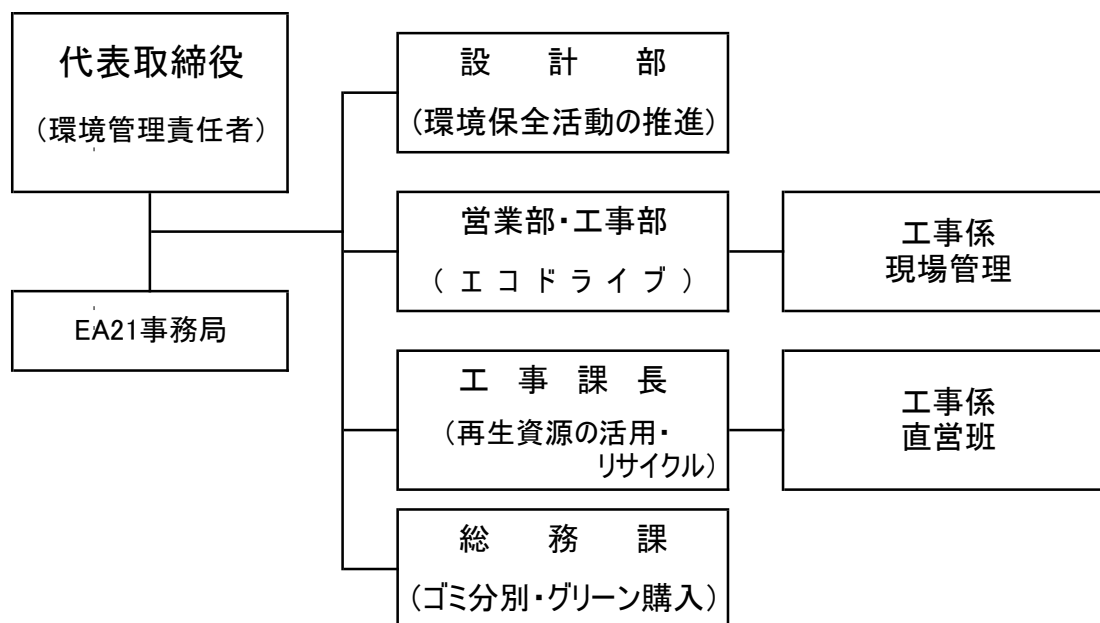 代表取締役
（環境管理責任者）
EA21事務局
設　計　部
（環境保全活動の推進）
営業部・工事部
（エコドライブ）
工事係
現場管理
工　事　課　長
（再生資源の活用・
リサイクル）
工事係
直営班
総　務　課
（ゴミ分別・グリーン購入）